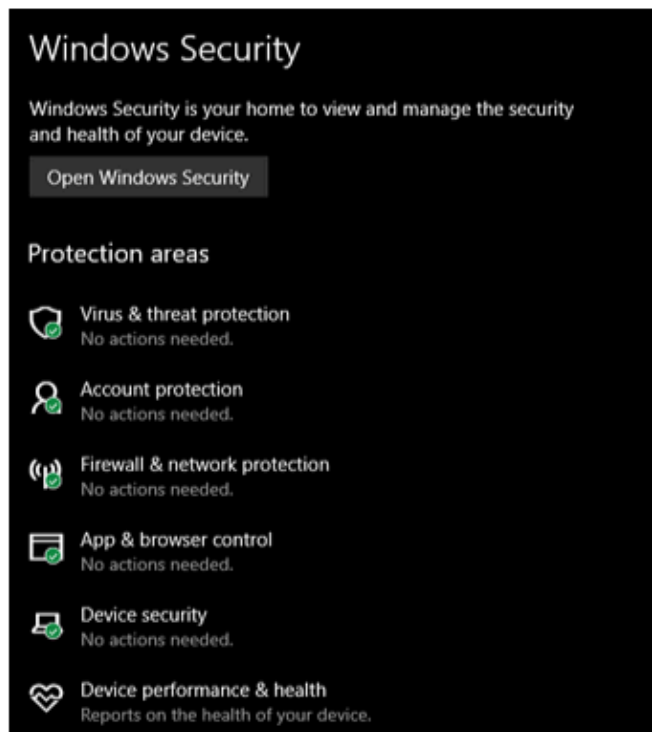 Windows Security
Windows Security is your home to view and manage the security
and health of your device.
Open Windows Security
Protection areas
Virus & threat protection
No actions needed.
Account protection
No actions needed.
Firewall & network protection
No actions needed.
App & browser control
No actions needed.
Device security
No actions needed.
Device performance & health
Reports on the health of your device.